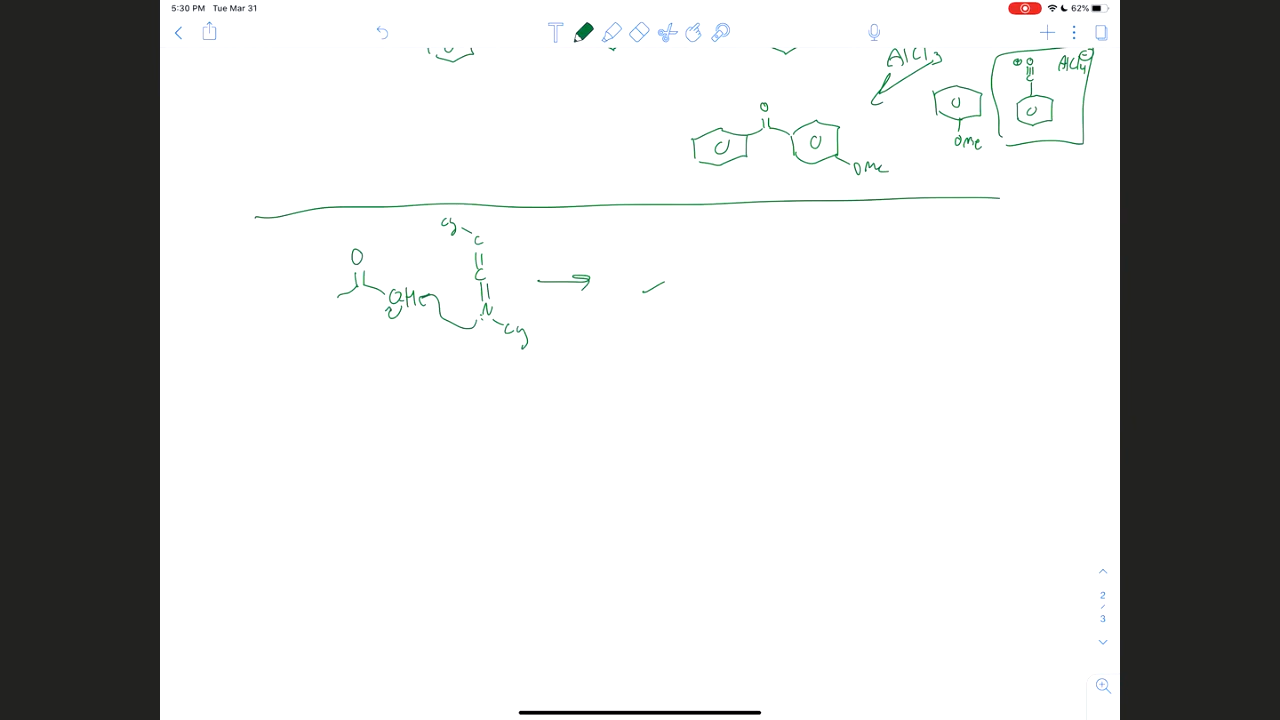 5:30 PM Tue Mar 31
62%
T
AlCl3
O
O
O
OMe
O
OMe
⊕ O
C
O
AlCl4 ⊖
Cy
C
C
N
Cy
O
OH
2
/
3